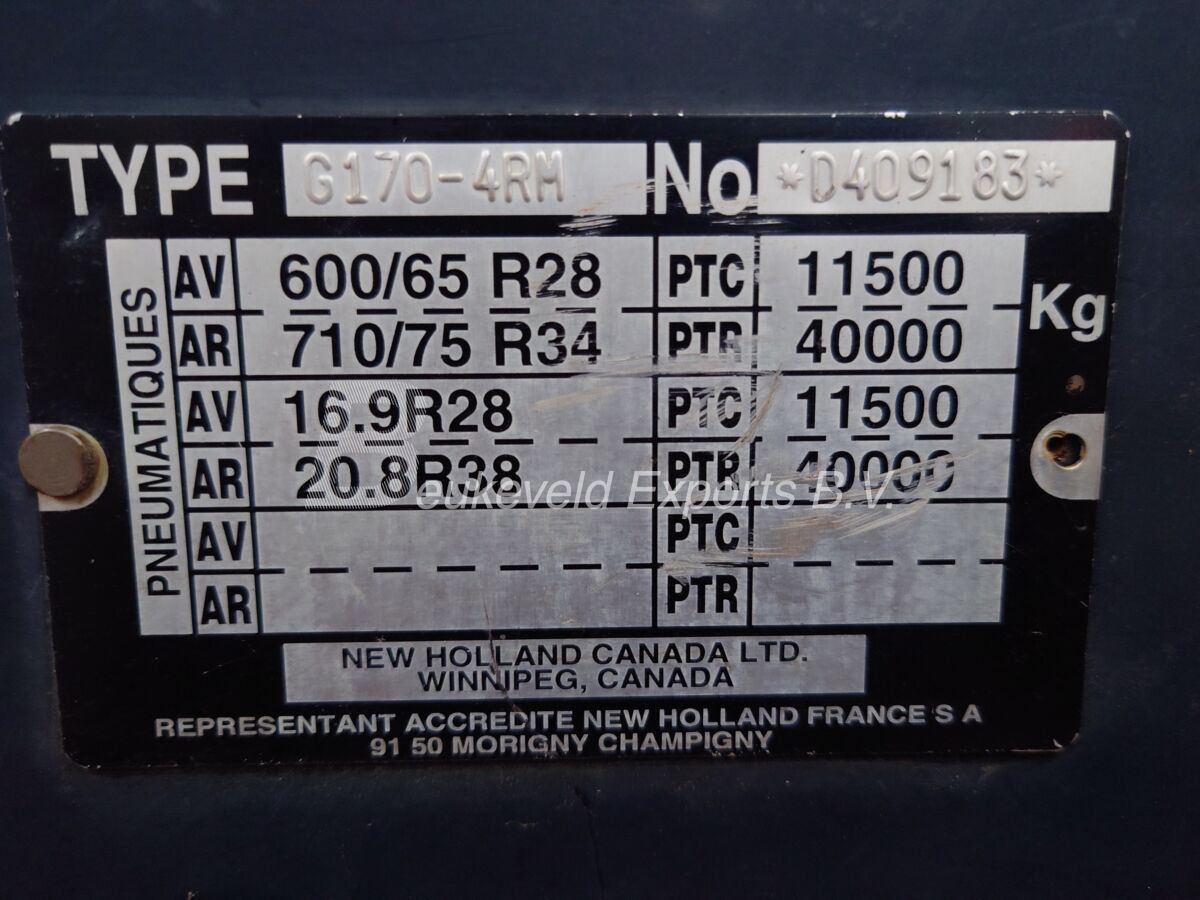 TYPE G170-4RM No *D409183*
PNEUMATIQUES
AV 600/65 R28 PTC 11500 Kg
AR 710/75 R34 PTR 40000
AV 16.9R28 PTC 11500
AR 20.8R38 PTR 40000
Beukeveld Exports B.V.
AV PTC
AR PTR
NEW HOLLAND CANADA LTD.
WINNIPEG, CANADA
REPRESENTANT ACCREDITE NEW HOLLAND FRANCE S A
91 50 MORIGNY CHAMPIGNY